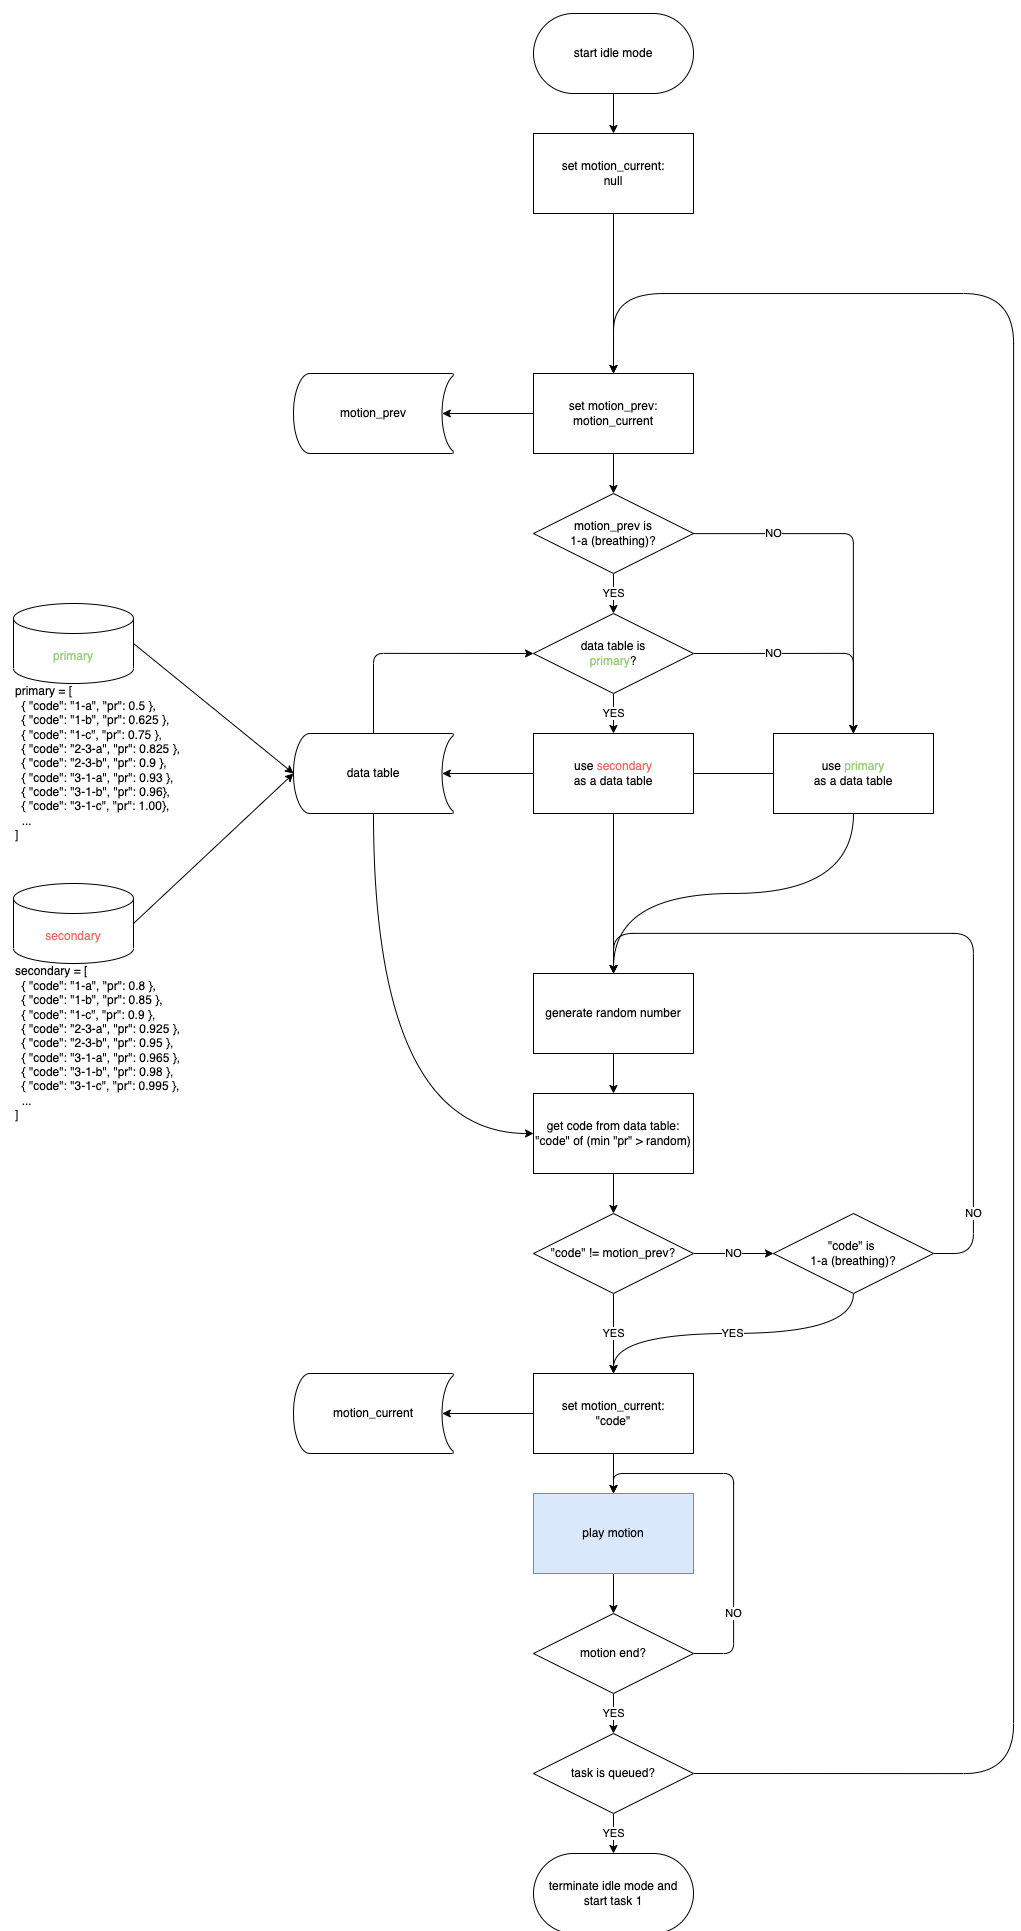 start idle mode
set motion_current:
null
motion_prev
set motion_prev:
motion_current
motion_prev is
1-a (breathing)?
NO
YES
data table is
primary?
NO
YES
primary
primary = [
{ "code": "1-a", "pr": 0.5 },
{ "code": "1-b", "pr": 0.625 },
{ "code": "1-c", "pr": 0.75 },
{ "code": "2-3-a", "pr": 0.825 },
{ "code": "2-3-b", "pr": 0.9 },
{ "code": "3-1-a", "pr": 0.93 },
{ "code": "3-1-b", "pr": 0.96},
{ "code": "3-1-c", "pr": 1.00},
...
]
data table
use secondary
as a data table
use primary
as a data table
secondary
secondary = [
{ "code": "1-a", "pr": 0.8 },
{ "code": "1-b", "pr": 0.85 },
{ "code": "1-c", "pr": 0.9 },
{ "code": "2-3-a", "pr": 0.925 },
{ "code": "2-3-b", "pr": 0.95 },
{ "code": "3-1-a", "pr": 0.965 },
{ "code": "3-1-b", "pr": 0.98 },
{ "code": "3-1-c", "pr": 0.995 },
...
]
generate random number
get code from data table:
"code" of (min "pr" > random)
"code" != motion_prev?
NO
"code" is
1-a (breathing)?
NO
YES
YES
motion_current
set motion_current:
"code"
play motion
NO
motion end?
YES
task is queued?
YES
terminate idle mode and
start task 1